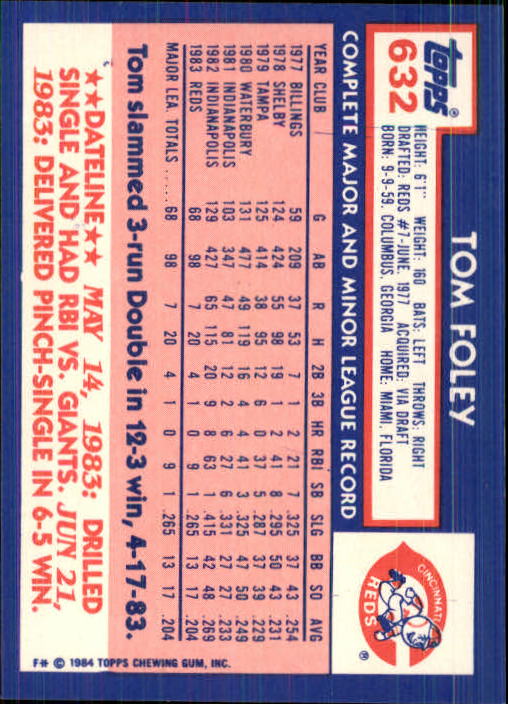 topps®
632
TOM FOLEY
HEIGHT: 6'1" WEIGHT: 160 BATS: LEFT THROWS: RIGHT
DRAFTED: REDS #7-JUNE, 1977 ACQUIRED: VIA DRAFT
BORN: 9-9-59, COLUMBUS, GEORGIA HOME: MIAMI, FLORIDA
CINCINNATI
REDS
®
COMPLETE MAJOR AND MINOR LEAGUE RECORD
YEAR CLUB G AB R H 2B 3B HR RBI SB SLG BB SO AVG
1977 BILLINGS 59 209 37 53 7 1 2 21 7 .325 37 43 .254
1978 SHELBY 124 424 55 98 19 1 2 41 8 .295 50 49 .231
1979 TAMPA 125 414 38 95 12 6 0 37 5 .287 37 39 .229
1980 WATERBURY 131 477 49 119 16 4 4 41 3 .325 47 50 .249
1981 INDIANAPOLIS 103 347 47 81 12 2 6 27 6 .331 27 27 .233
1982 INDIANAPOLIS 129 427 65 115 20 9 8 63 1 .415 42 48 .269
1983 REDS 68 98 7 20 4 1 0 9 1 .265 13 17 .204
MAJOR LEA. TOTALS ..... 68 98 7 20 4 1 0 9 1 .265 13 17 .204
Tom slammed 3-run Double in 12-3 win, 4-17-83.
★★DATELINE★★ MAY 14, 1983: DRILLED
SINGLE AND HAD RBI VS. GIANTS. JUN 21,
1983: DELIVERED PINCH-SINGLE IN 6-5 WIN.
F* © 1984 TOPPS CHEWING GUM, INC.